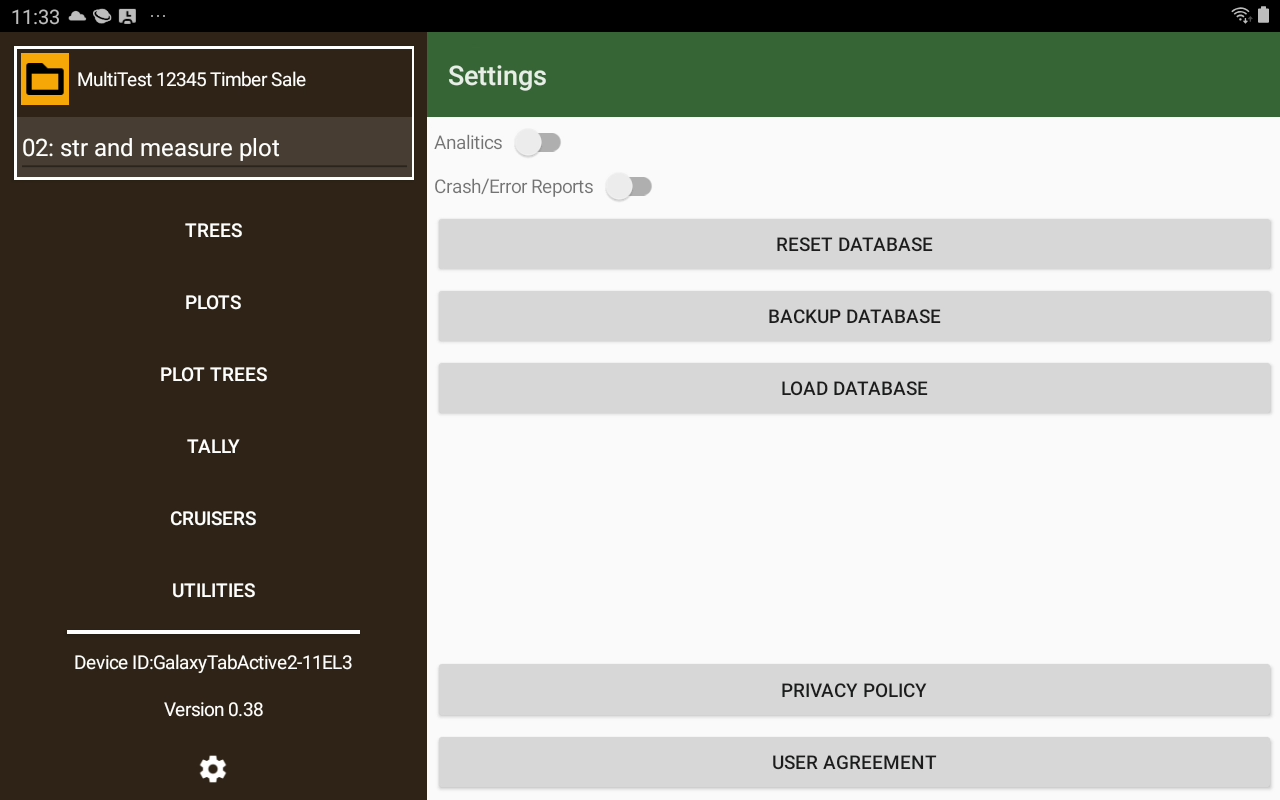 11:33 ...
MultiTest 12345 Timber Sale
02: str and measure plot
TREES
PLOTS
PLOT TREES
TALLY
CRUISERS
UTILITIES
Device ID:GalaxyTabActive2-11EL3
Version 0.38
Settings
Analitics
Crash/Error Reports
RESET DATABASE
BACKUP DATABASE
LOAD DATABASE
PRIVACY POLICY
USER AGREEMENT